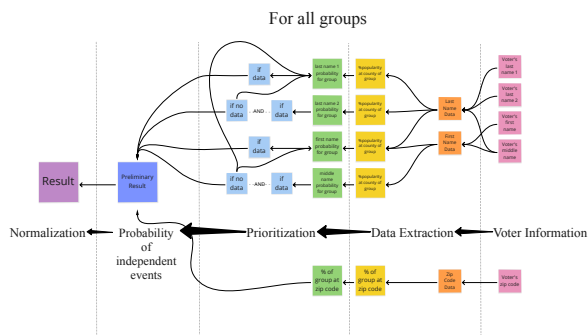 For all groups
last name 1
probability
for group
%popularity
at county of
group
Voter's
last
name 1
if
data
if no
data
AND
if
data
last name 2
probability
for group
%popularity
at county of
group
Last
Name
Data
Voter's
last
name 2
if
data
first name
probability
for group
%popularity
at county of
group
First
Name
Data
Voter's
first
name
if no
data
AND
if
data
middle
name
probability
for group
%popularity
at county of
group
Voter's
middle
name
Result
Preliminary
Result
Normalization
Probability
of
independent
events
Prioritization
Data Extraction
Voter Information
% of
group at
zip code
% of
group at
zip code
Zip
Code
Data
Voter's
zip code